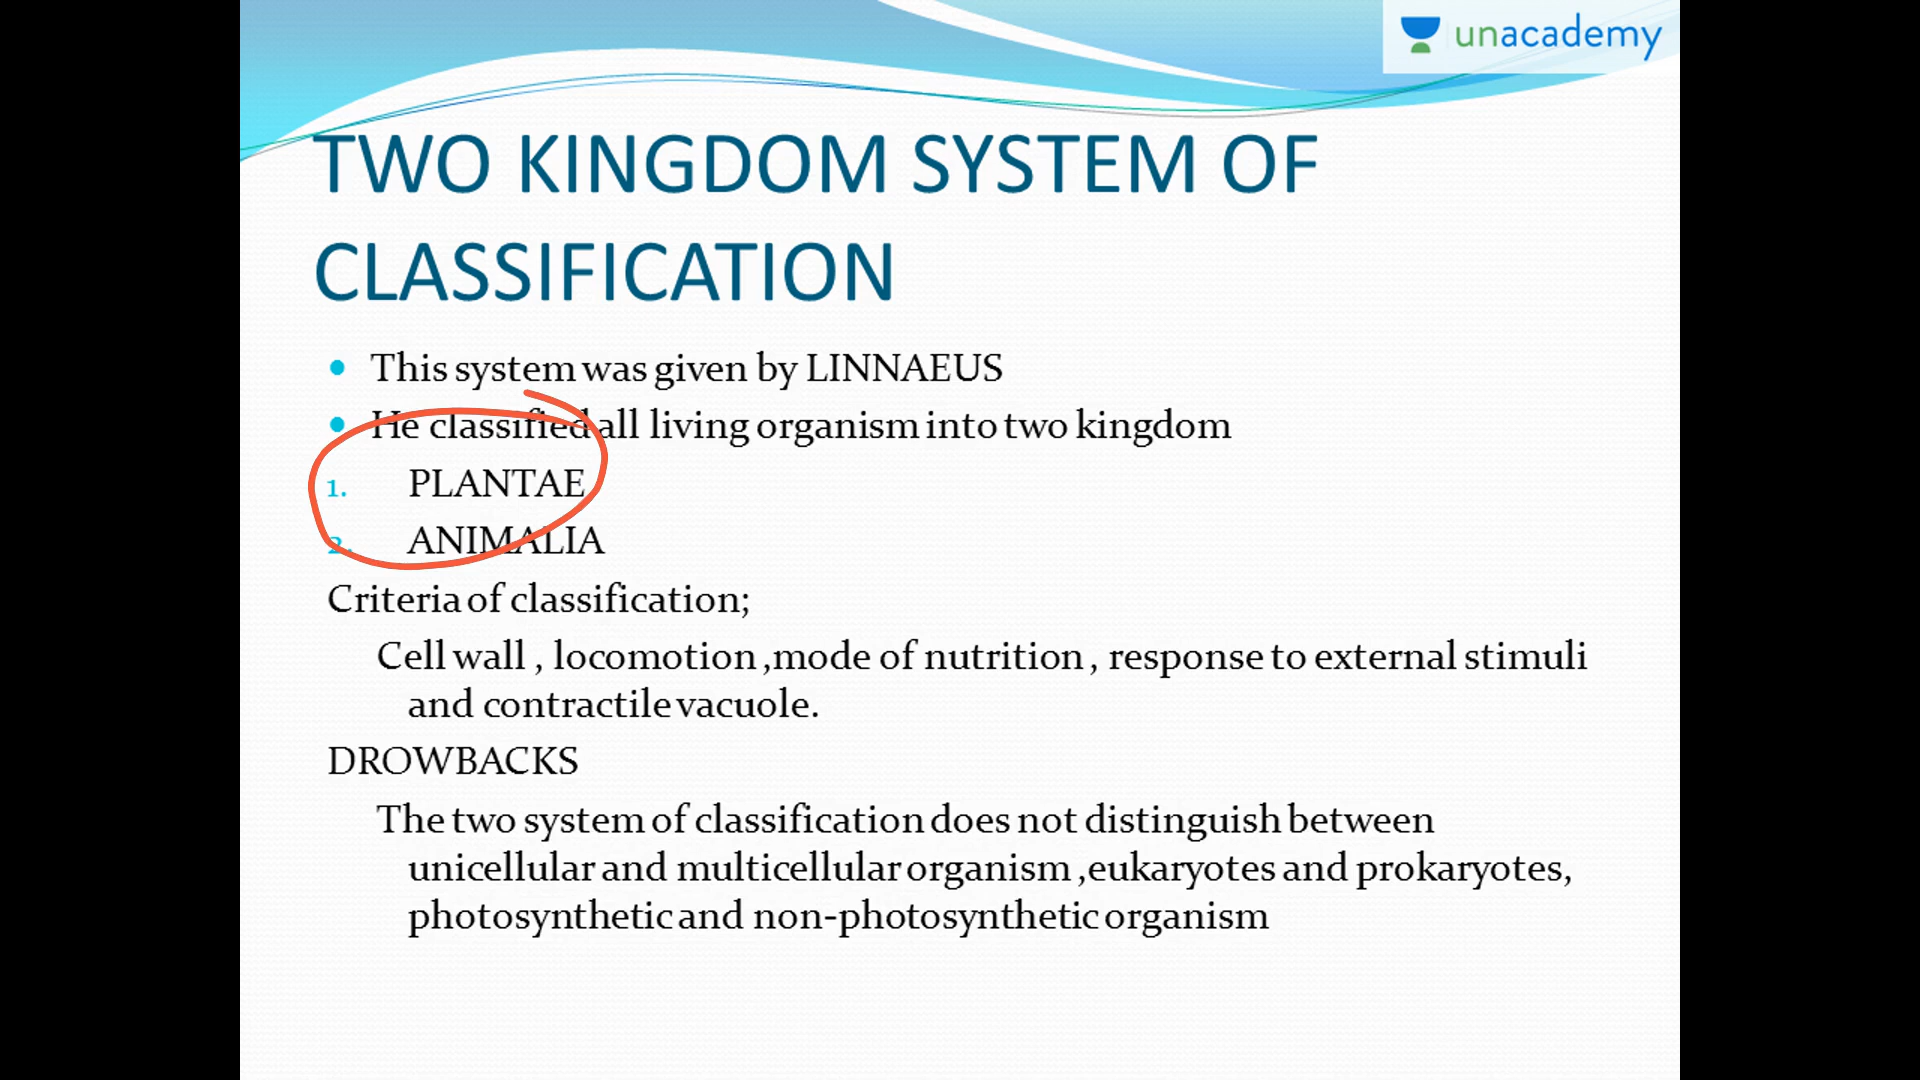 unacademy
TWO KINGDOM SYSTEM OF
CLASSIFICATION
• This system was given by LINNAEUS
• He classified all living organism into two kingdom
1. PLANTAE
2. ANIMALIA
Criteria of classification;
Cell wall , locomotion ,mode of nutrition , response to external stimuli
and contractile vacuole.
DROWBACKS
The two system of classification does not distinguish between
unicellular and multicellular organism ,eukaryotes and prokaryotes,
photosynthetic and non-photosynthetic organism